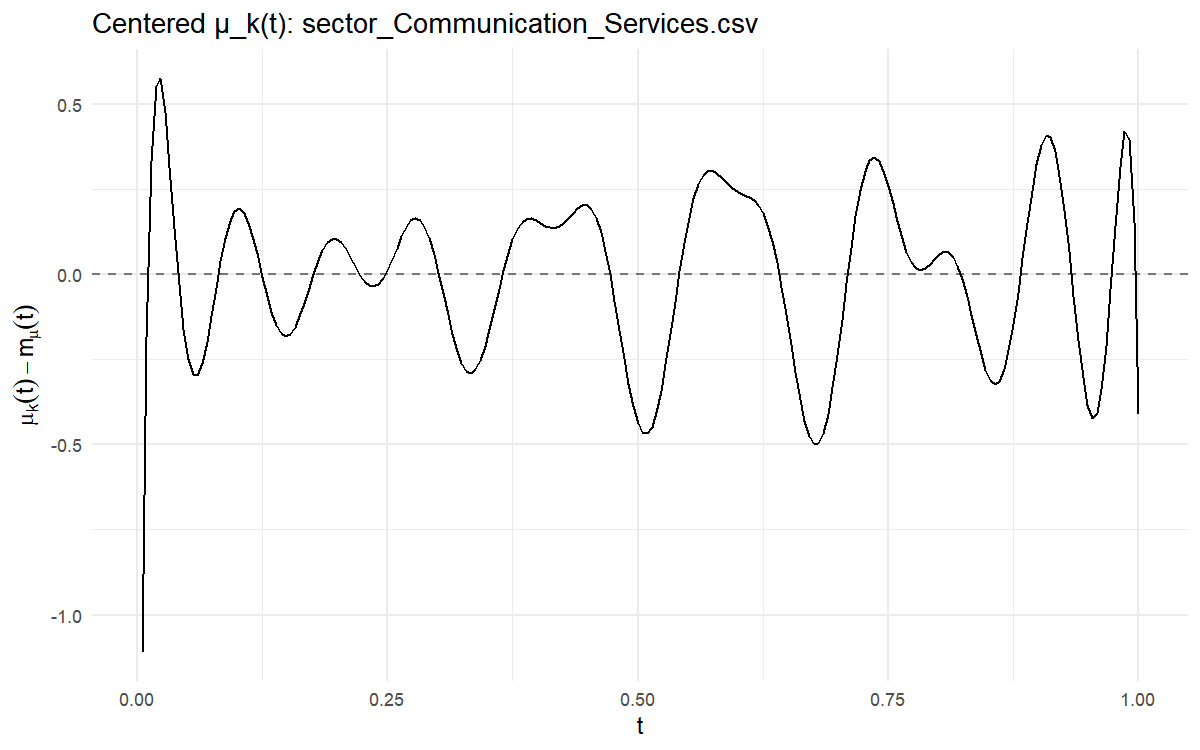 Centered μ_k(t): sector_Communication_Services.csv
0.5
0.0
-0.5
-1.0
μk(t) − mμ(t)
0.00 0.25 0.50 0.75 1.00
t